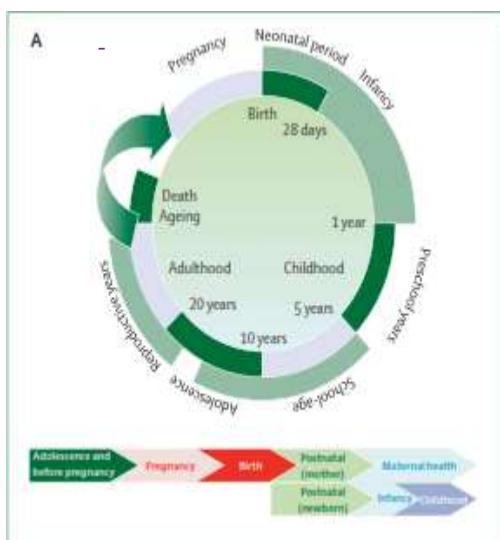 A
Pregnancy
Neonatal period
Infancy
Birth
28 days
1 year
Preschool years
Childhood
5 years
School-age
10 years
Adolescence
20 years
Adulthood
Reproductive years
Death
Ageing
Adolescence and
before pregnancy
Pregnancy
Birth
Postnatal
(mother)
Maternal health
Postnatal
(newborn)
Infancy
Childhood